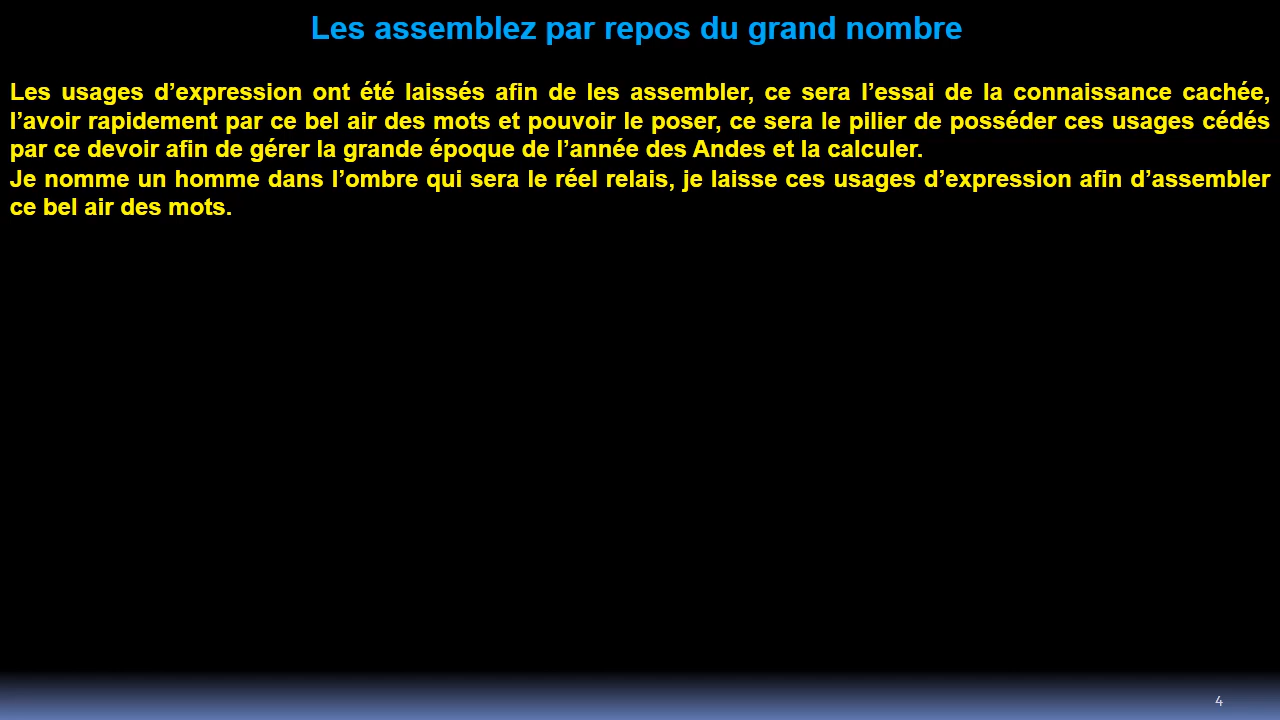 Les assemblez par repos du grand nombre
Les usages d’expression ont été laissés afin de les assembler, ce sera l’essai de la connaissance cachée,
l’avoir rapidement par ce bel air des mots et pouvoir le poser, ce sera le pilier de posséder ces usages cédés
par ce devoir afin de gérer la grande époque de l’année des Andes et la calculer.
Je nomme un homme dans l’ombre qui sera le réel relais, je laisse ces usages d’expression afin d’assembler
ce bel air des mots.
4